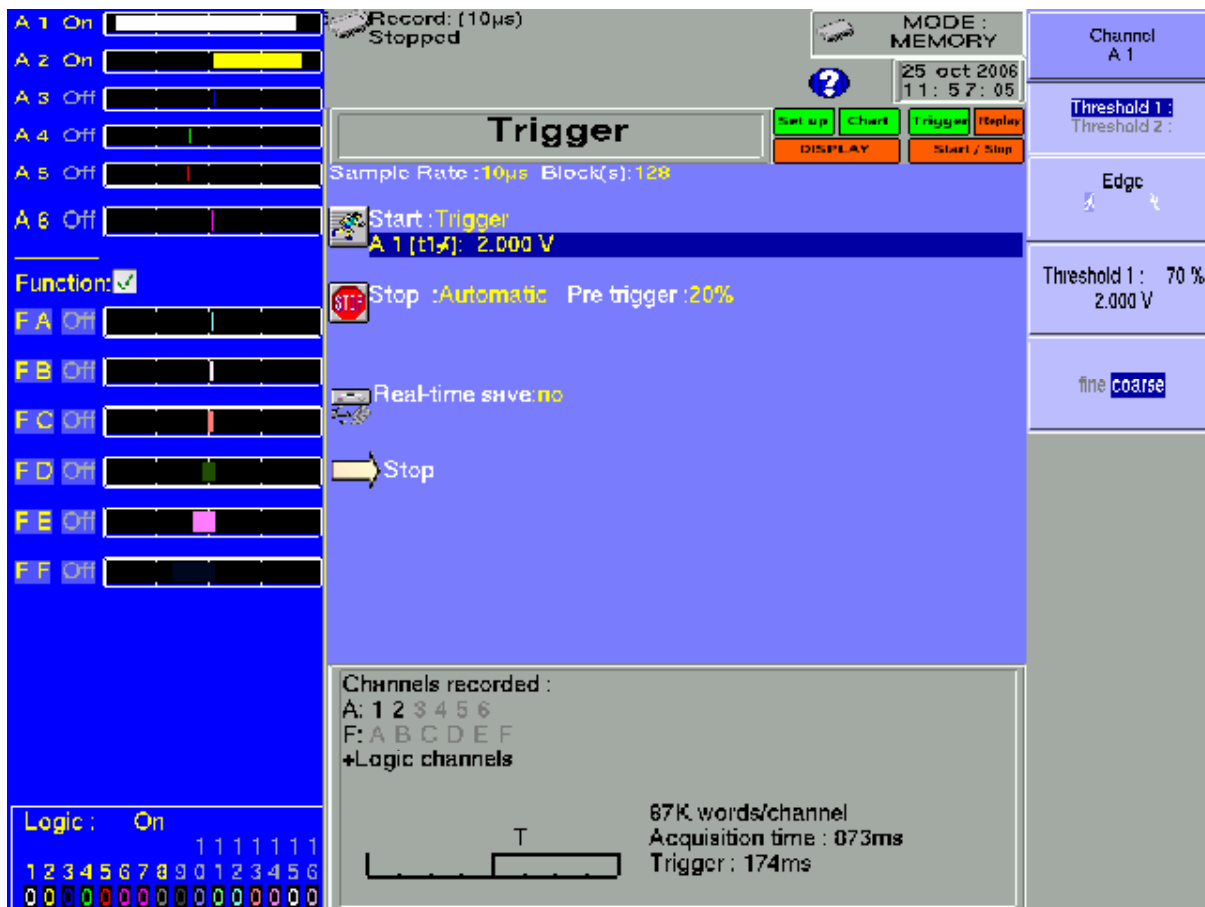 A 1 On
A 2 On
A 3 Off
A 4 Off
A 5 Off
A 6 Off
Function:
F A Off
F B Off
F C Off
F D Off
F E Off
F F Off
Logic : On
1 1 1 1 1 1 1
1 2 3 4 5 6 7 8 9 0 1 2 3 4 5 6
0 0 0 0 0 0 0 0 0 0 0 0 0 0 0 0
Record: (10µs)
Stopped
MODE :
MEMORY
?
25 oct 2006
11: 57: 05
Trigger
Set up Chart Trigger Replay
DISPLAY Start / Stop
Sample Rate :10µs Block(s):128
Start :Trigger
A 1 [t1]: 2.000 V
STOP
Stop :Automatic Pre trigger :20%
Real-time save:no
Stop
Channels recorded :
A: 1 2 3 4 5 6
F: A B C D E F
+Logic channels
T
87K words/channel
Acquisition time : 873ms
Trigger : 174ms
Channel
A 1
Threshold 1 :
Threshold 2 :
Edge
Threshold 1 : 70 %
2.000 V
fine coarse